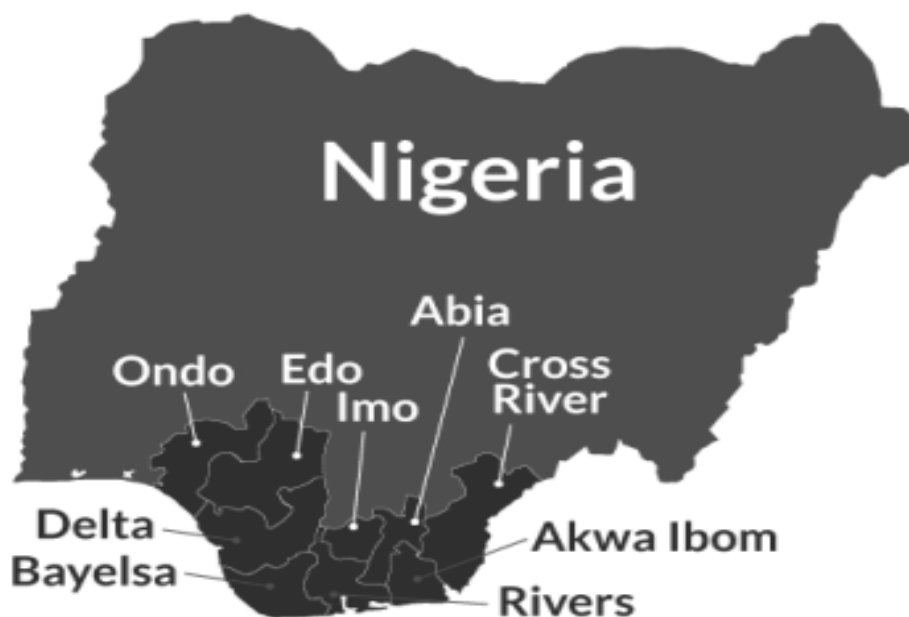 Nigeria
Abia
Ondo
Edo
Cross
River
Imo
Delta
Akwa Ibom
Bayelsa
Rivers